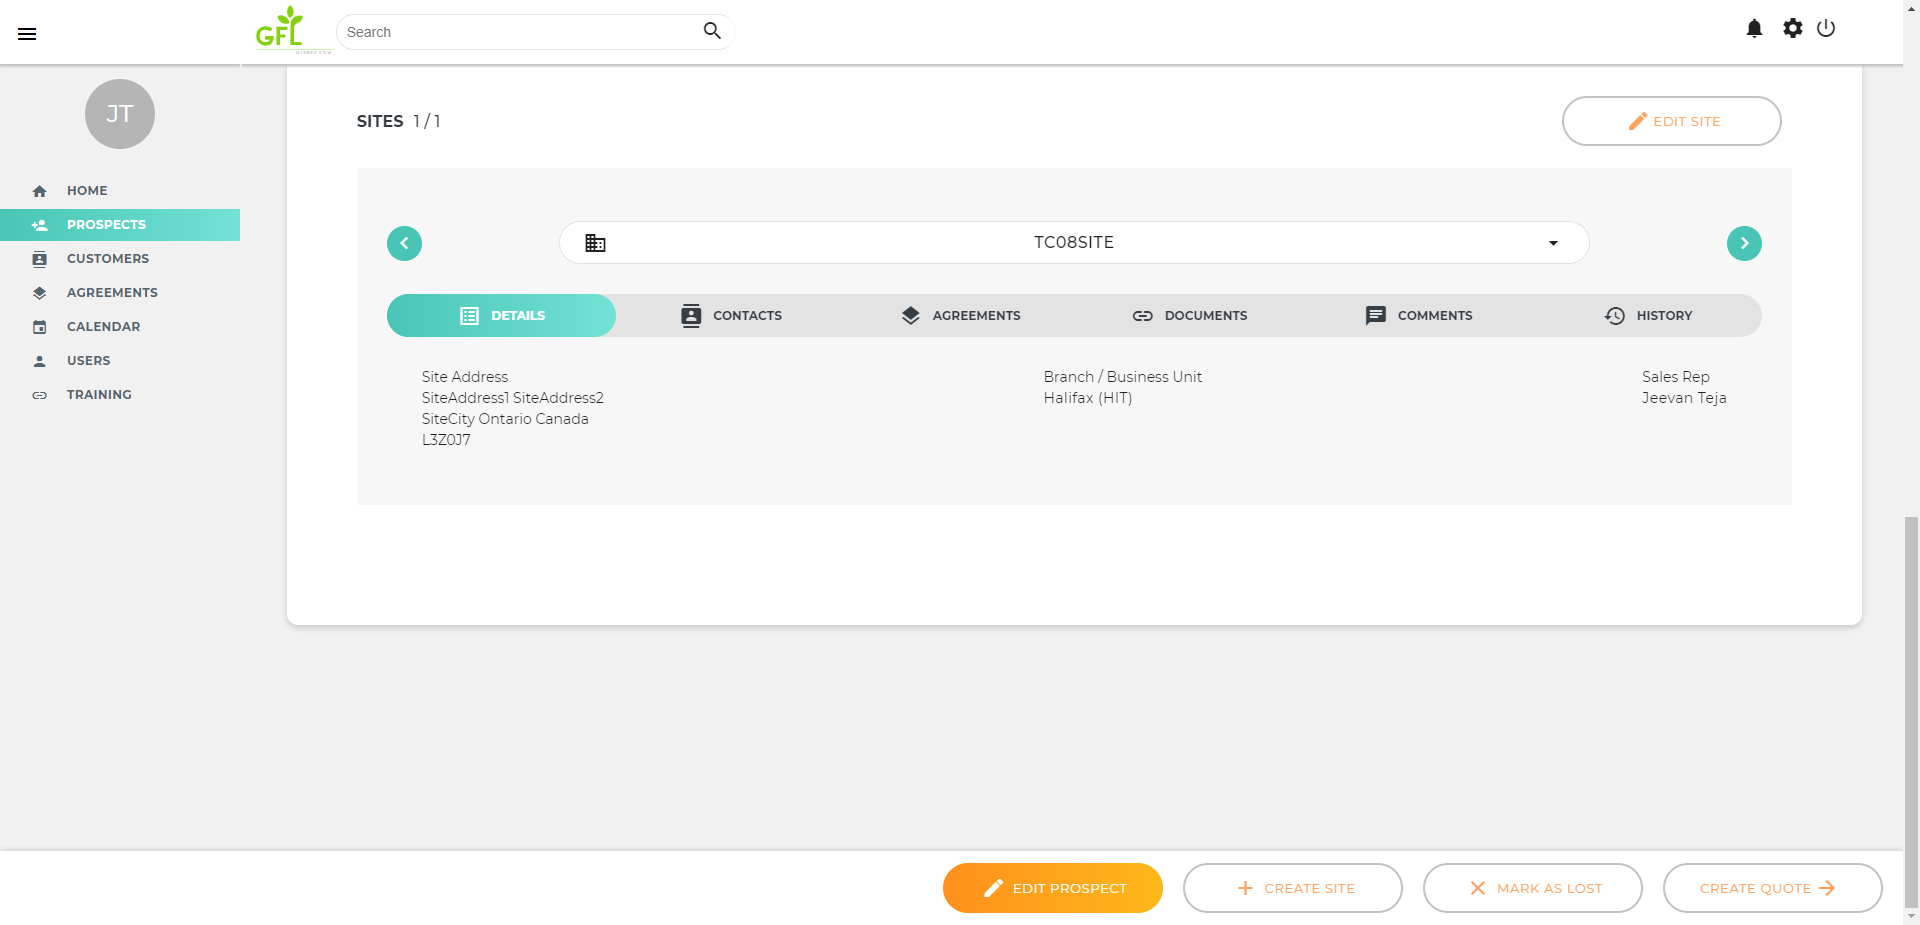 GFL
Search
JT
HOME
PROSPECTS
CUSTOMERS
AGREEMENTS
CALENDAR
USERS
TRAINING
SITES 1 / 1
EDIT SITE
TC08SITE
DETAILS
CONTACTS
AGREEMENTS
DOCUMENTS
COMMENTS
HISTORY
Site Address
SiteAddress1 SiteAddress2
SiteCity Ontario Canada
L3Z0J7
Branch / Business Unit
Halifax (HIT)
Sales Rep
Jeevan Teja
EDIT PROSPECT
CREATE SITE
MARK AS LOST
CREATE QUOTE